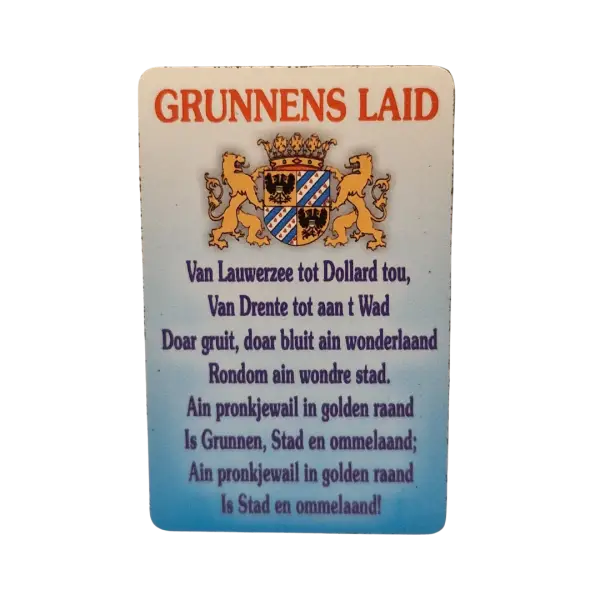 GRUNNENS LAID
Van Lauwerzee tot Dollard tou,
Van Drente tot aan t Wad
Doar gruit, doar bluit ain wonderlaand
Rondom ain wondre stad.
Ain pronkjewail in golden raand
Is Grunnen, Stad en ommelaand;
Ain pronkjewail in golden raand
Is Stad en ommelaand!